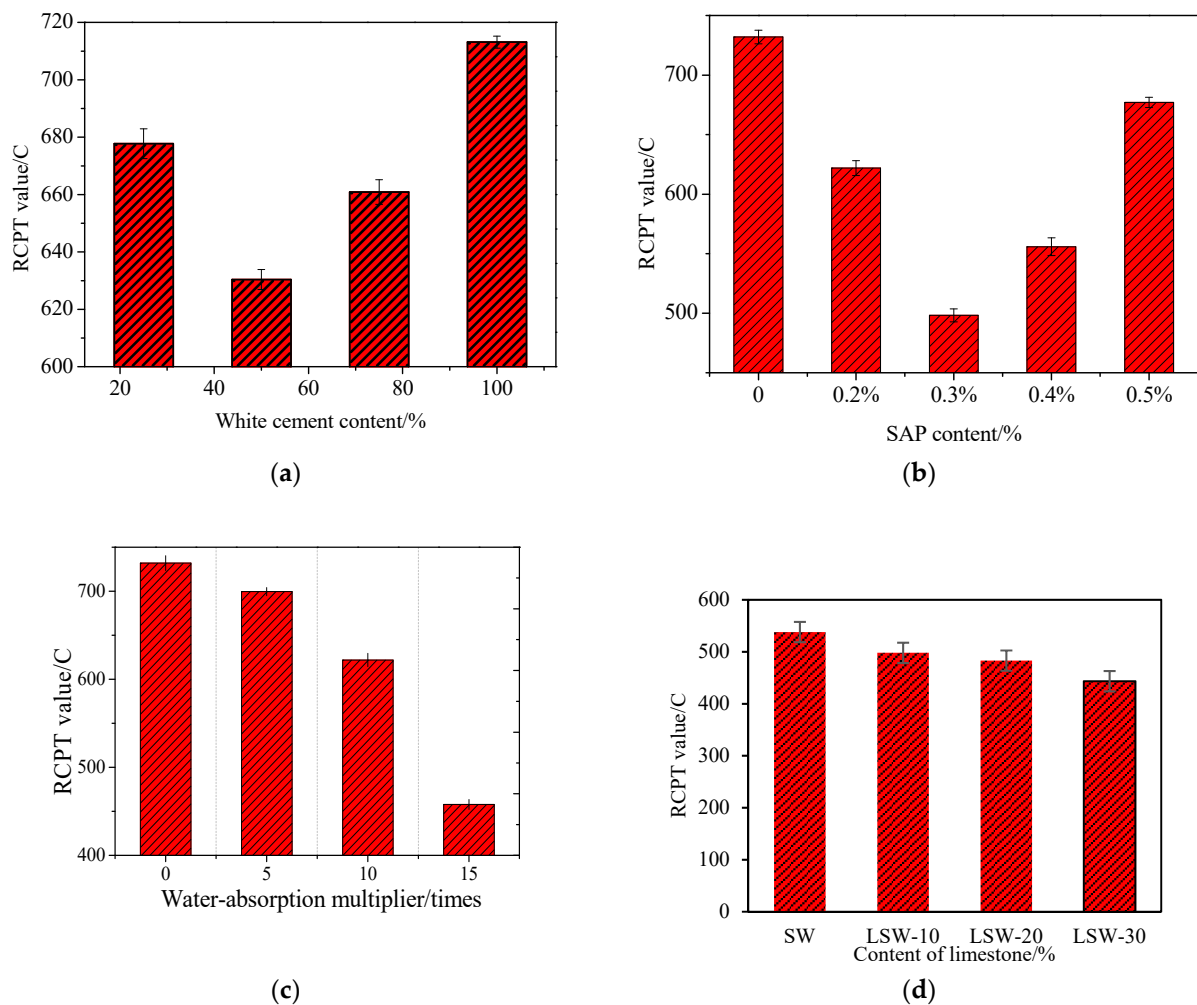 720
700
680
660
640
620
600
RCPT value/C
20 40 60 80 100
White cement content/%
(a)
700
600
500
RCPT value/C
0 0.2% 0.3% 0.4% 0.5%
SAP content/%
(b)
700
600
500
400
RCPT value/C
0 5 10 15
Water-absorption multiplier/times
(c)
600
500
400
300
200
100
0
RCPT value/C
SW LSW-10 LSW-20 LSW-30
Content of limestone/%
(d)